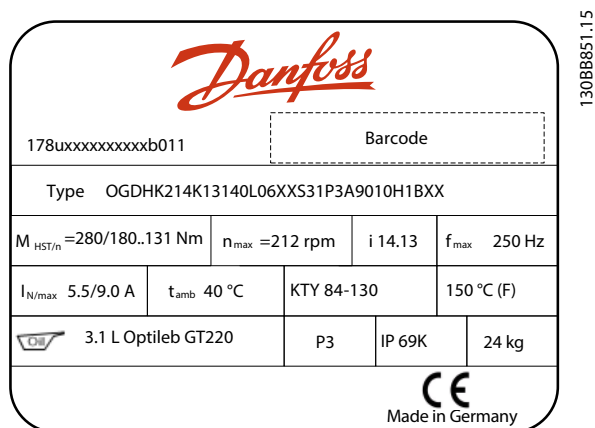 Danfoss
Barcode
178uxxxxxxxxxxb011
Type OGDHK214K13140L06XXS31P3A9010H1BXX
M HST/n =280/180..131 Nm n max =212 rpm i 14.13 f max 250 Hz
I N/max 5.5/9.0 A t amb 40 °C KTY 84-130 150 °C (F)
Oil 3.1 L Optileb GT220 P3 IP 69K 24 kg
CE
Made in Germany
130BB851.15